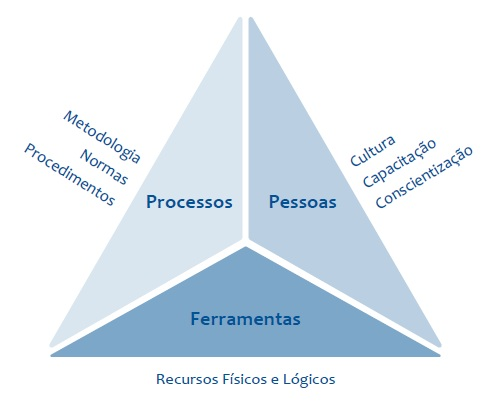 Metodologia
Normas
Procedimentos
Cultura
Capacitação
Conscientização
Processos
Pessoas
Ferramentas
Recursos Físicos e Lógicos